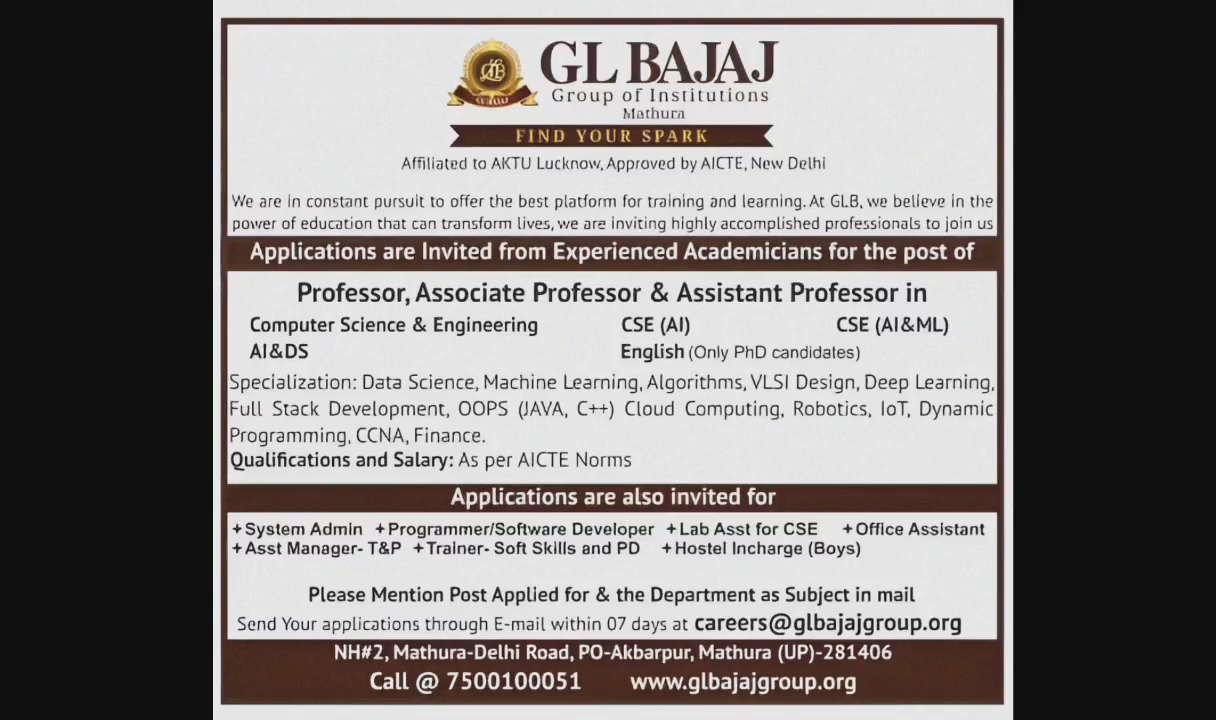 GL BAJAJ
Group of Institutions
Mathura
FIND YOUR SPARK
Affiliated to AKTU Lucknow, Approved by AICTE, New Delhi
We are in constant pursuit to offer the best platform for training and learning. At GLB, we believe in the
power of education that can transform lives, we are inviting highly accomplished professionals to join us
Applications are Invited from Experienced Academicians for the post of
Professor, Associate Professor & Assistant Professor in
Computer Science & Engineering CSE (AI) CSE (AI&ML)
AI&DS English (Only PhD candidates)
Specialization: Data Science, Machine Learning, Algorithms, VLSI Design, Deep Learning,
Full Stack Development, OOPS (JAVA, C++) Cloud Computing, Robotics, IoT, Dynamic
Programming, CCNA, Finance.
Qualifications and Salary: As per AICTE Norms
Applications are also invited for
+System Admin +Programmer/Software Developer +Lab Asst for CSE +Office Assistant
+Asst Manager- T&P +Trainer- Soft Skills and PD +Hostel Incharge (Boys)
Please Mention Post Applied for & the Department as Subject in mail
Send Your applications through E-mail within 07 days at careers@glbajajgroup.org
NH#2, Mathura-Delhi Road, PO-Akbarpur, Mathura (UP)-281406
Call @ 7500100051 www.glbajajgroup.org